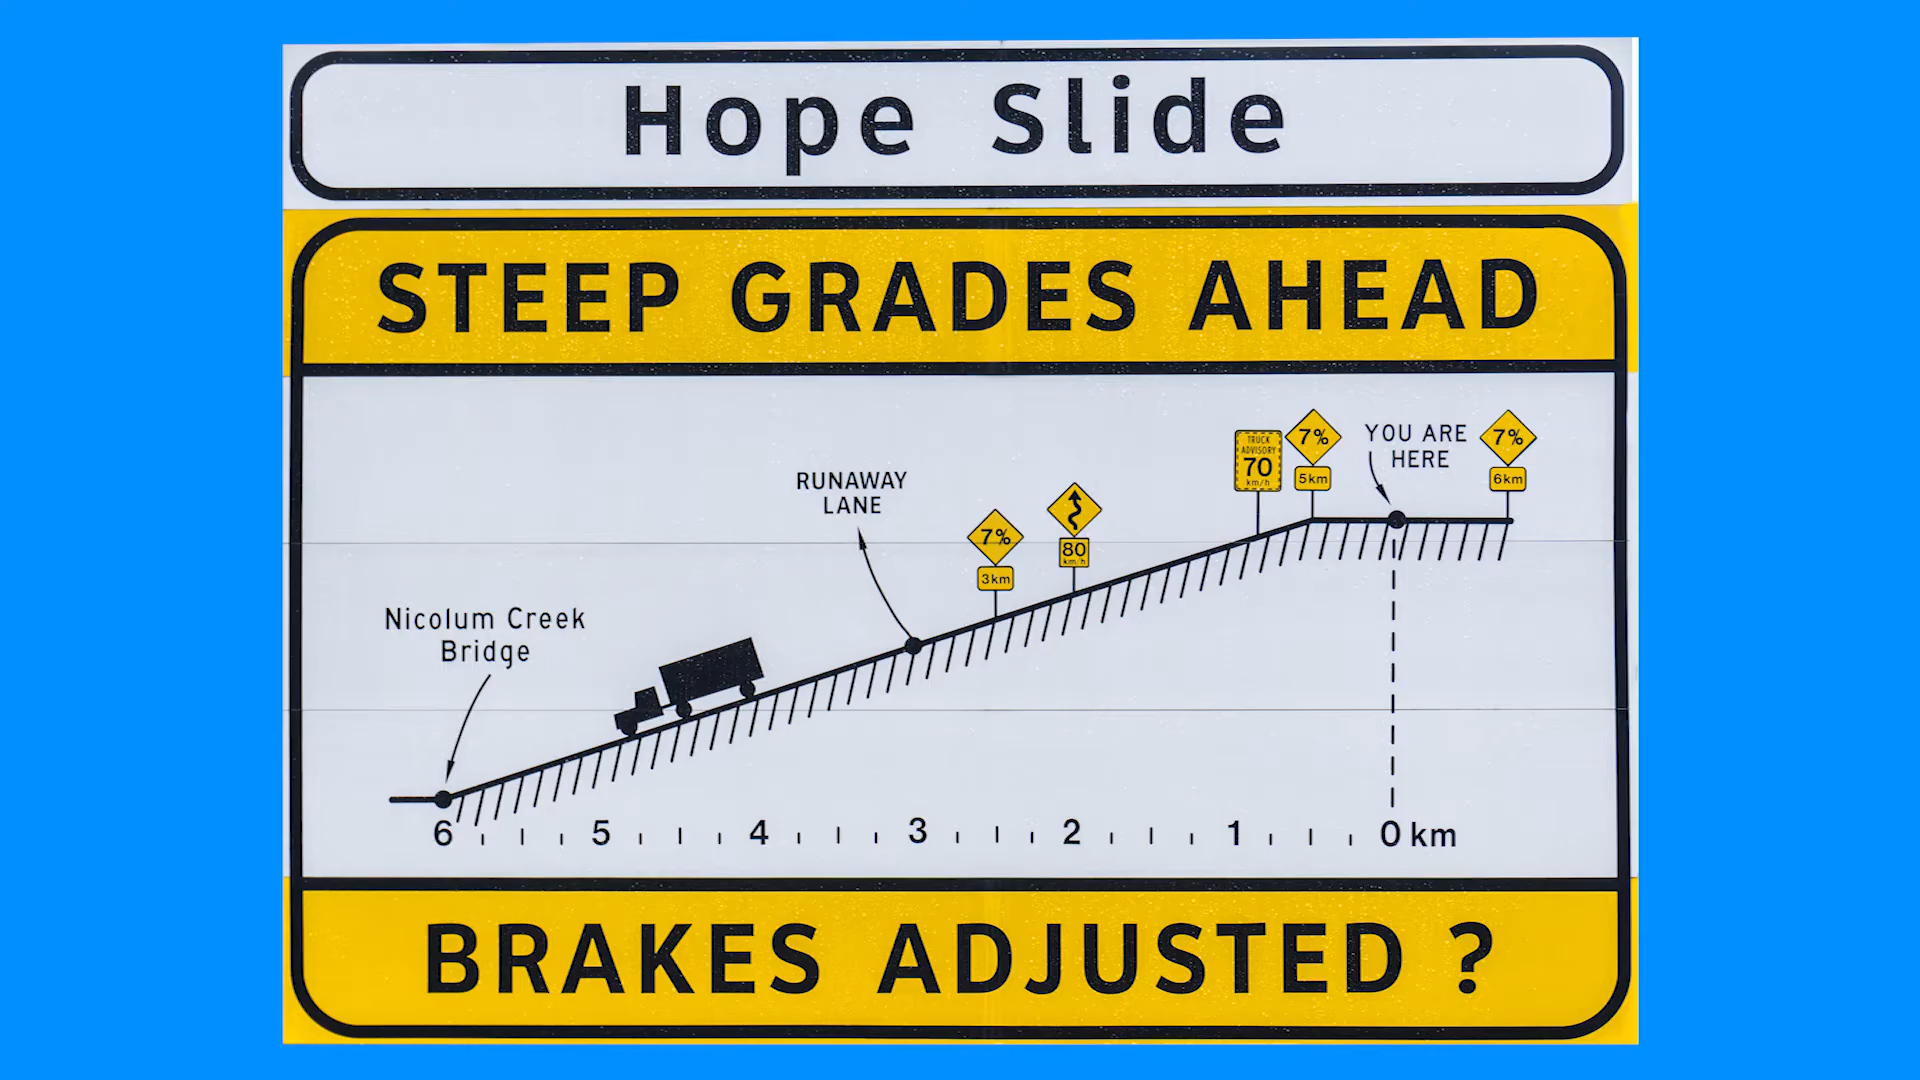 Hope Slide
STEEP GRADES AHEAD
YOU ARE
HERE
7%
6km
7%
5km
TRUCK
ADVISORY
70
km/h
RUNAWAY
LANE
80
km/h
7%
3km
Nicolum Creek
Bridge
6 5 4 3 2 1 0 km
BRAKES ADJUSTED ?